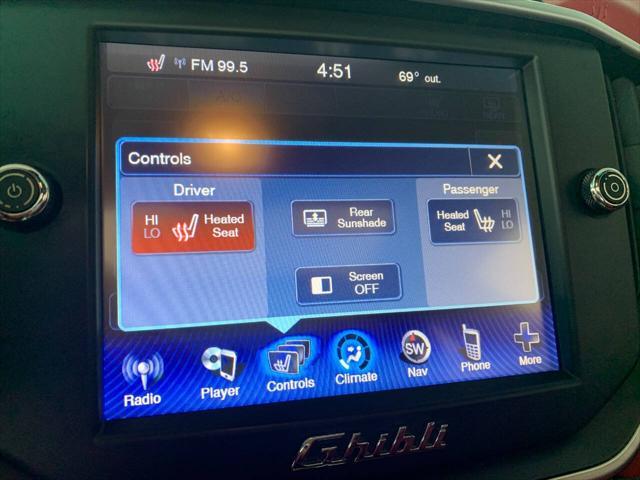 FM 99.5
4:51
69° out.
Controls
X
Driver
Passenger
HI
LO
Heated
Seat
Rear
Sunshade
Heated
Seat
HI
LO
Screen
OFF
Radio
Player
Controls
Climate
SW
Nav
Phone
More
Ghibli